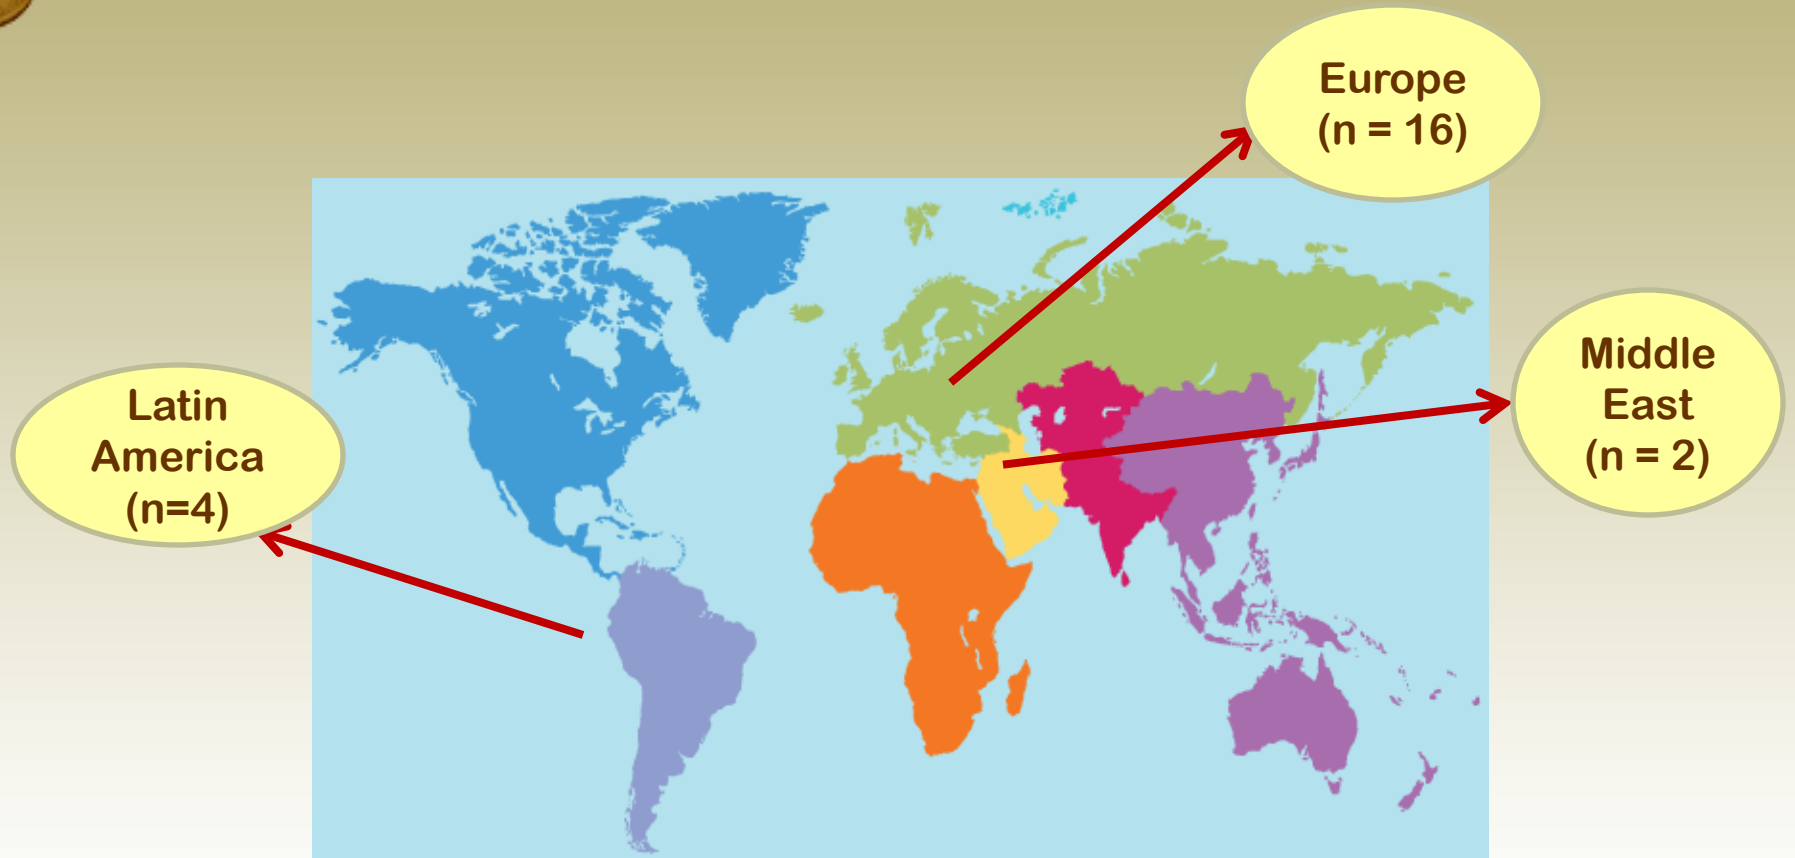 Europe
(n = 16)
Middle
East
(n = 2)
Latin
America
(n=4)